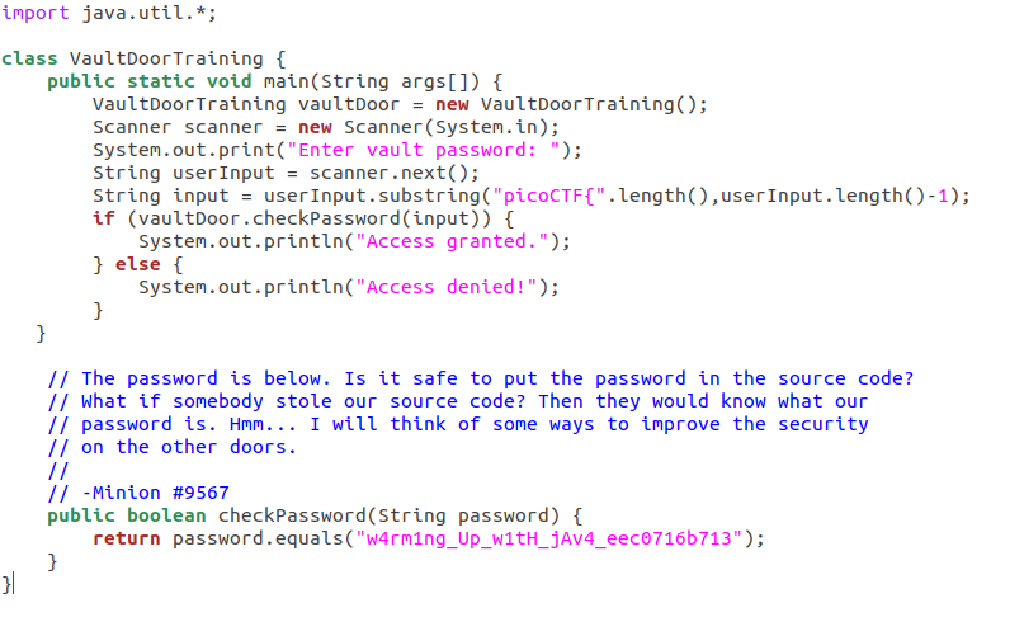 import java.util.*;

class VaultDoorTraining {
    public static void main(String args[]) {
        VaultDoorTraining vaultDoor = new VaultDoorTraining();
        Scanner scanner = new Scanner(System.in);
        System.out.print("Enter vault password: ");
        String userInput = scanner.next();
        String input = userInput.substring("picoCTF{".length(),userInput.length()-1);
        if (vaultDoor.checkPassword(input)) {
            System.out.println("Access granted.");
        } else {
            System.out.println("Access denied!");
        }
   }

    // The password is below. Is it safe to put the password in the source code?
    // What if somebody stole our source code? Then they would know what our
    // password is. Hmm... I will think of some ways to improve the security
    // on the other doors.
    //
    // -Minion #9567
    public boolean checkPassword(String password) {
        return password.equals("w4rm1ng_Up_w1tH_jAv4_eec0716b713");
    }
}